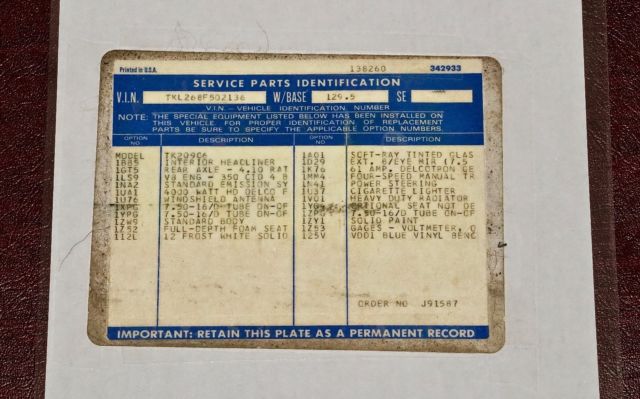 Printed in U.S.A. 138260 342933
SERVICE PARTS IDENTIFICATION
V.I.N. TKL268F502136 W/BASE 129.5 SE
V.I.N. – VEHICLE IDENTIFICATION NUMBER
NOTE: THE SPECIAL EQUIPMENT LISTED BELOW HAS BEEN INSTALLED ON
THIS VEHICLE. FOR PROPER IDENTIFICATION OF REPLACEMENT
PARTS BE SURE TO SPECIFY THE APPLICABLE OPTION NUMBERS.
OPTION NO DESCRIPTION OPTION NO DESCRIPTION
MODEL TK20906 1A01 SOFT-RAY TINTED GLAS
1B85 INTERIOR HEADLINER 1D29 EXT. B/EYE MIR (7.5
1GT5 REAR AXLE - 4.10 RAT 1K76 61 AMP. DELCOTRON GE
1LS9 V8 ENG - 350 CID 4 B 1MM4 FOUR-SPEED MANUAL TR
1NA2 STANDARD EMISSION SY 1N41 POWER STEERING
1UA1 4000 WATT HD DELCO F 1U37 CIGARETTE LIGHTER
1U76 WINDSHIELD ANTENNA 1V01 HEAVY DUTY RADIATOR
1XPG 7.50-16/D TUBE ON-OF OPTIONAL SEAT NOT DE
1YPG 7.50-16/D TUBE ON-OF 1ZPG 7.50-16/D TUBE ON-OF
1ZW9 STANDARD BODY 1ZY1 SOLID PAINT
1Z52 FULL-DEPTH FOAM SEAT 1Z53 GAGES - VOLTMETER, O
112L 12 FROST WHITE SOLID 125V VDD1 BLUE VINYL BENC
ORDER NO J91587
IMPORTANT: RETAIN THIS PLATE AS A PERMANENT RECORD